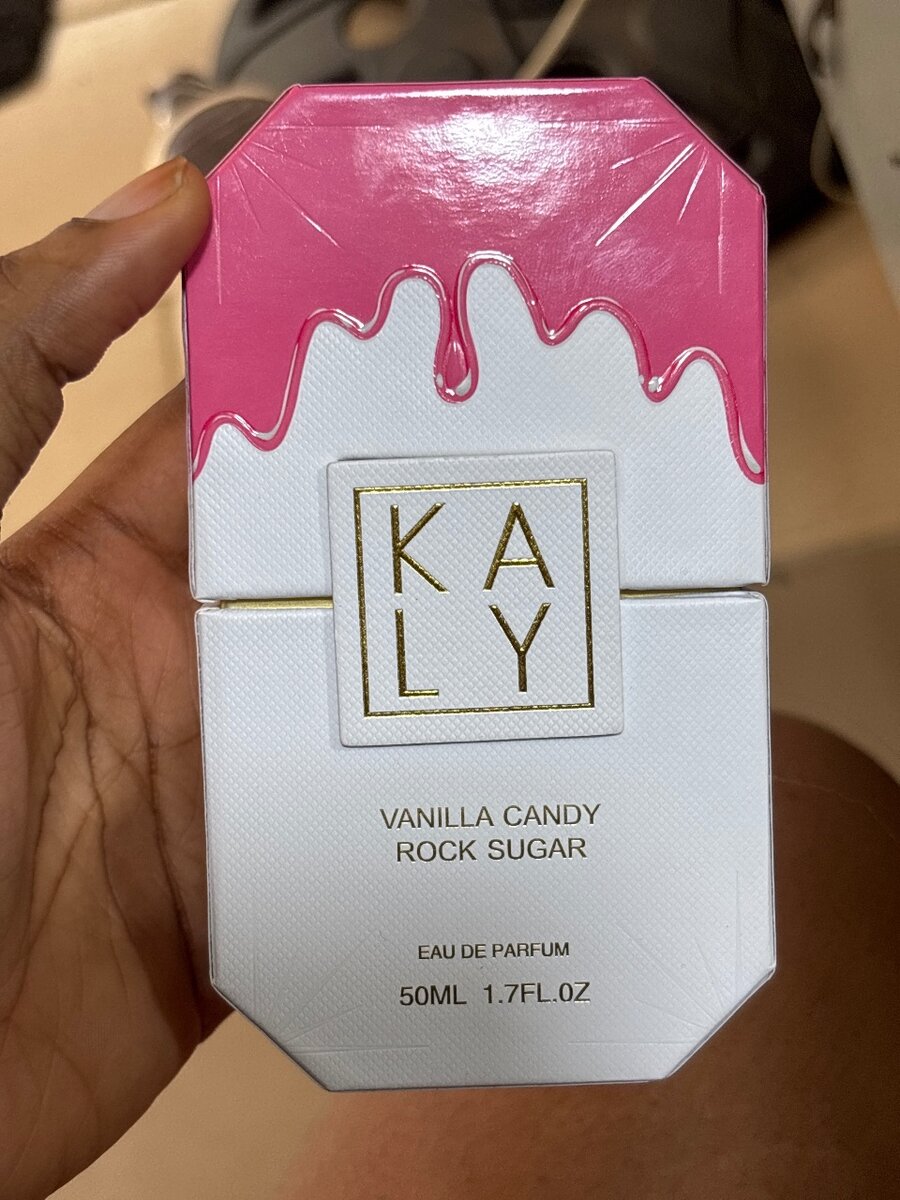 KA
LY
VANILLA CANDY
ROCK SUGAR
EAU DE PARFUM
50ML 1.7FL.OZ